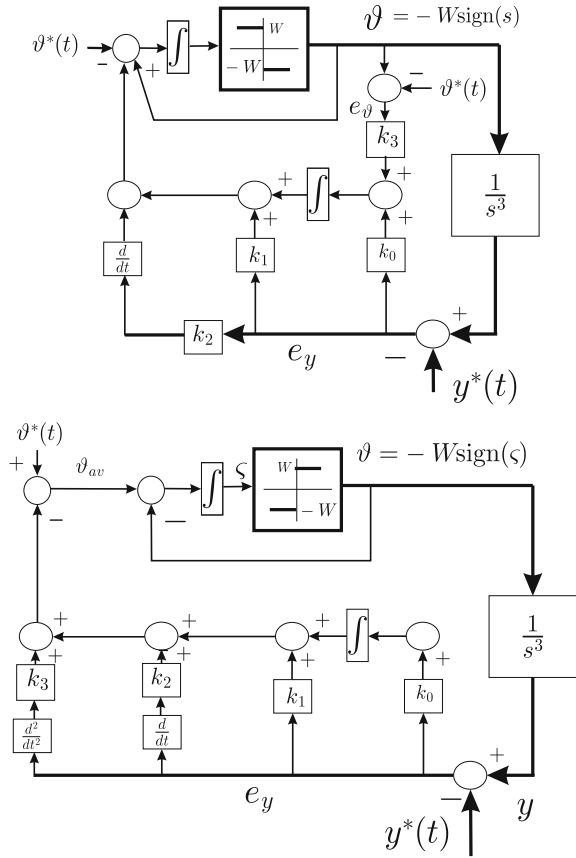 ϑ*(t)
-
+
∫
W
-W
ϑ = - Wsign(s)
-
ϑ*(t)
e_ϑ
k_3
+
+
∫
+
+
k_1
k_0
d/dt
k_2
1/s^3
e_y
+
−
y*(t)
ϑ*(t)
+
−
ϑ_av
−
∫
ς
W
-W
ϑ = - Wsign(ς)
+
+
k_3
d^2/dt^2
+
+
k_2
d/dt
+
+
k_1
∫
+
k_0
1/s^3
e_y
+
−
y
y*(t)